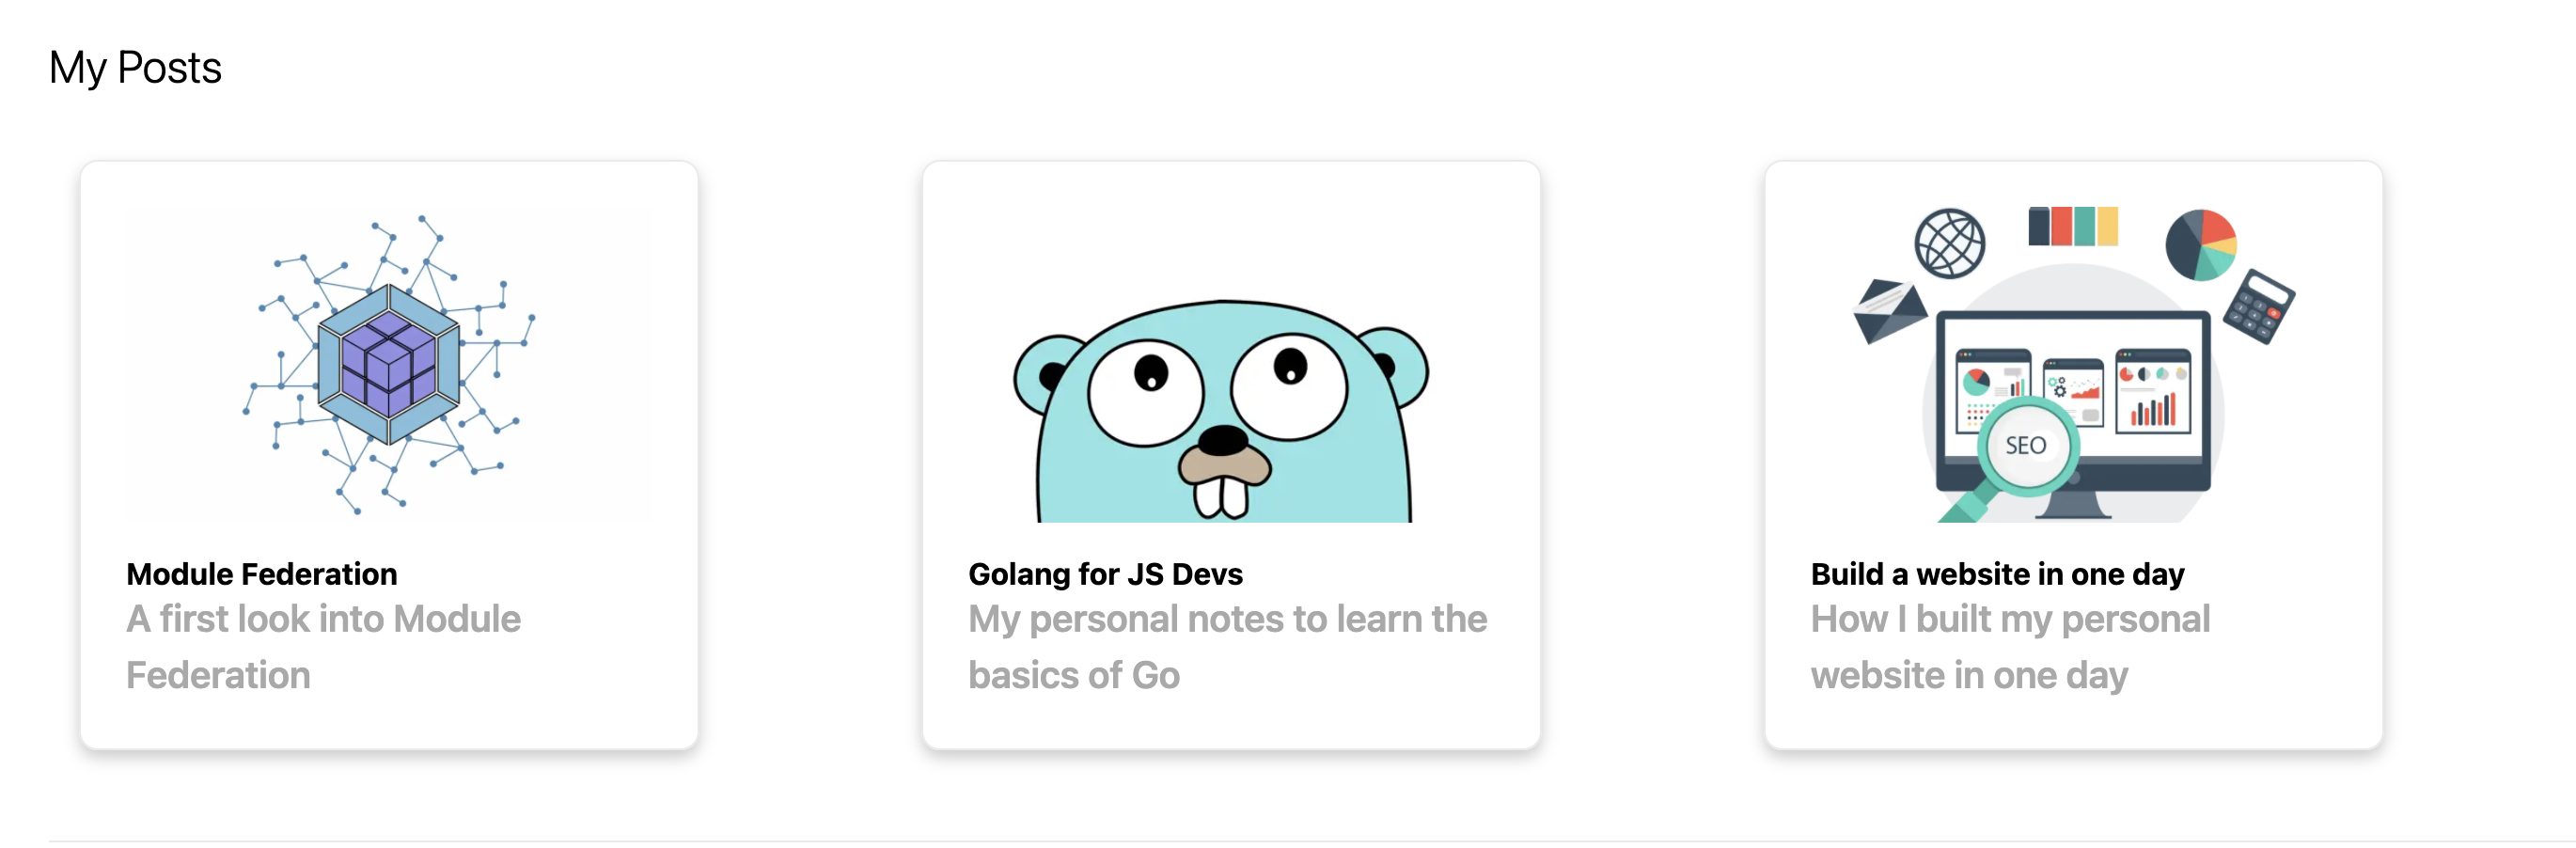 My Posts
SEO
Module Federation
A first look into Module
Federation
Golang for JS Devs
My personal notes to learn the
basics of Go
Build a website in one day
How I built my personal
website in one day